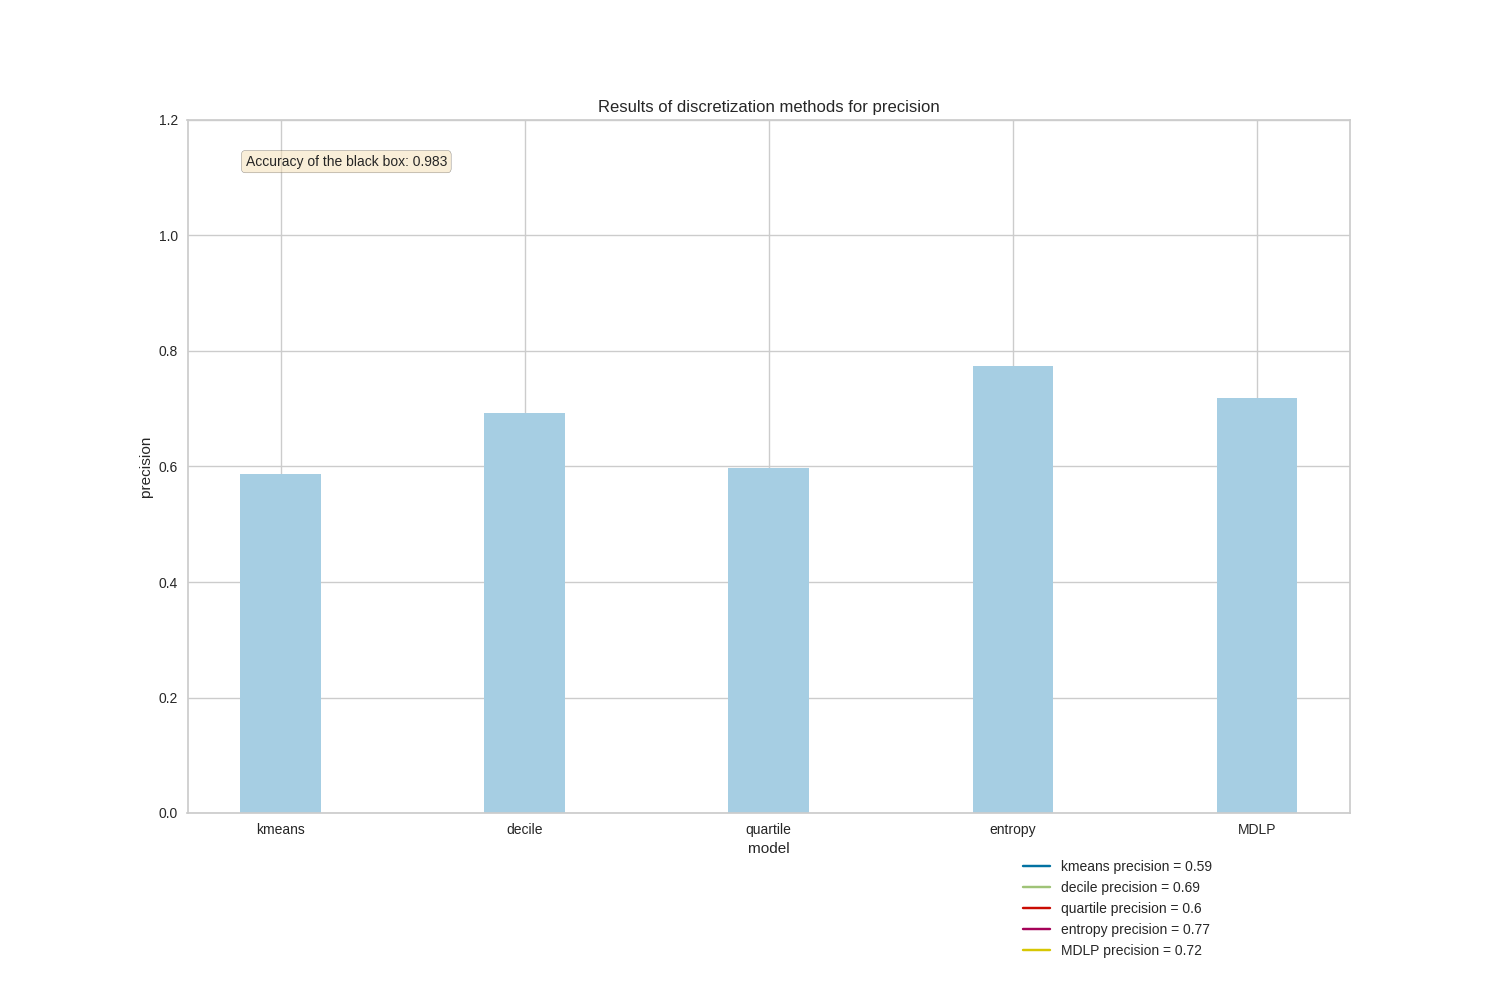 Results of discretization methods for precision
1.2
Accuracy of the black box: 0.983
1.0
0.8
0.6
0.4
0.2
0.0
precision
kmeans decile quartile entropy MDLP
model
kmeans precision = 0.59
decile precision = 0.69
quartile precision = 0.6
entropy precision = 0.77
MDLP precision = 0.72